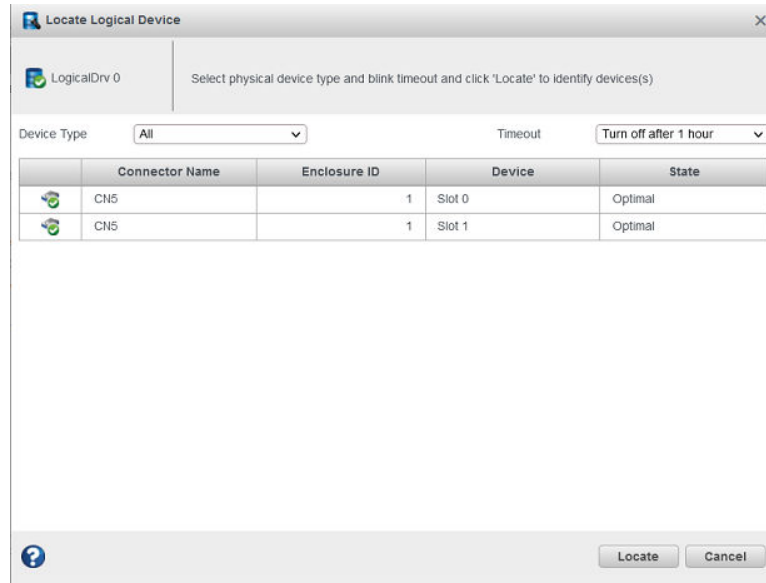 Locate Logical Device
LogicalDrv 0
Select physical device type and blink timeout and click 'Locate' to identify devices(s)
Device Type All Timeout Turn off after 1 hour
Connector Name Enclosure ID Device State
CN5 1 Slot 0 Optimal
CN5 1 Slot 1 Optimal
? Locate Cancel